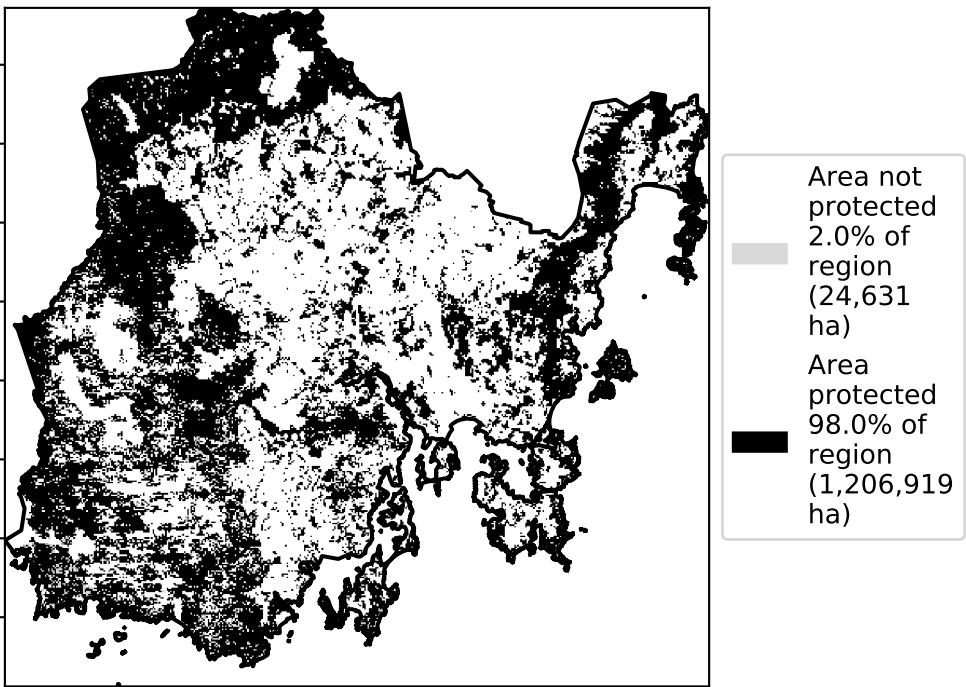 Area not
protected
2.0% of
region
(24,631
ha)
Area
protected
98.0% of
region
(1,206,919
ha)